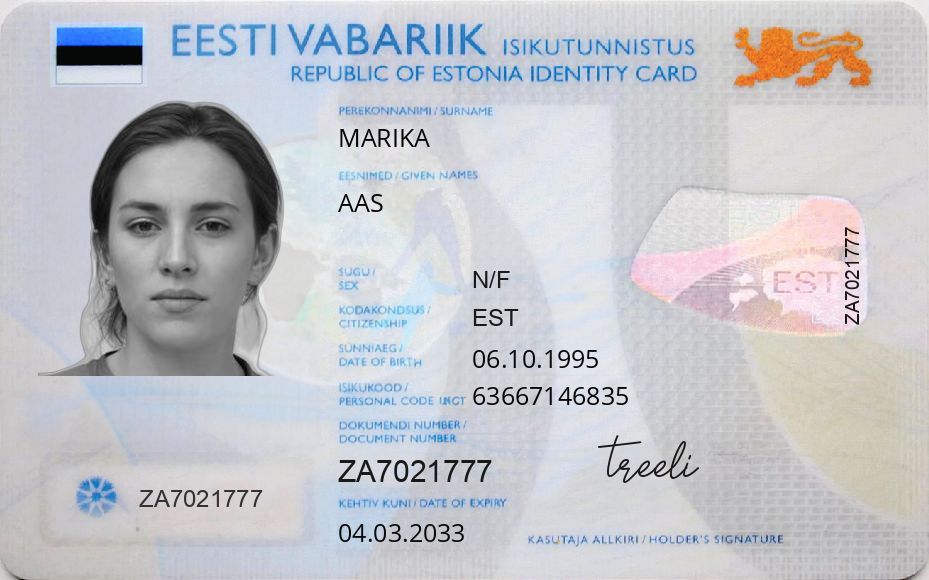 EESTI VABARIIK ISIKUTUNNISTUS
REPUBLIC OF ESTONIA IDENTITY CARD
PEREKONNANIMI / SURNAME
MARIKA
EESNIMED / GIVEN NAMES
AAS
SUGU /
SEX
N/F
KODAKONDSUS /
CITIZENSHIP
EST
SÜNNIAEG /
DATE OF BIRTH
06.10.1995
ISIKUKOOD /
PERSONAL CODE
63667146835
DOKUMENDI NUMBER /
DOCUMENT NUMBER
ZA7021777
KEHTIV KUNI / DATE OF EXPIRY
04.03.2033
ZA7021777
EST
ZA7021777
treeli
KASUTAJA ALLKIRI / HOLDER'S SIGNATURE